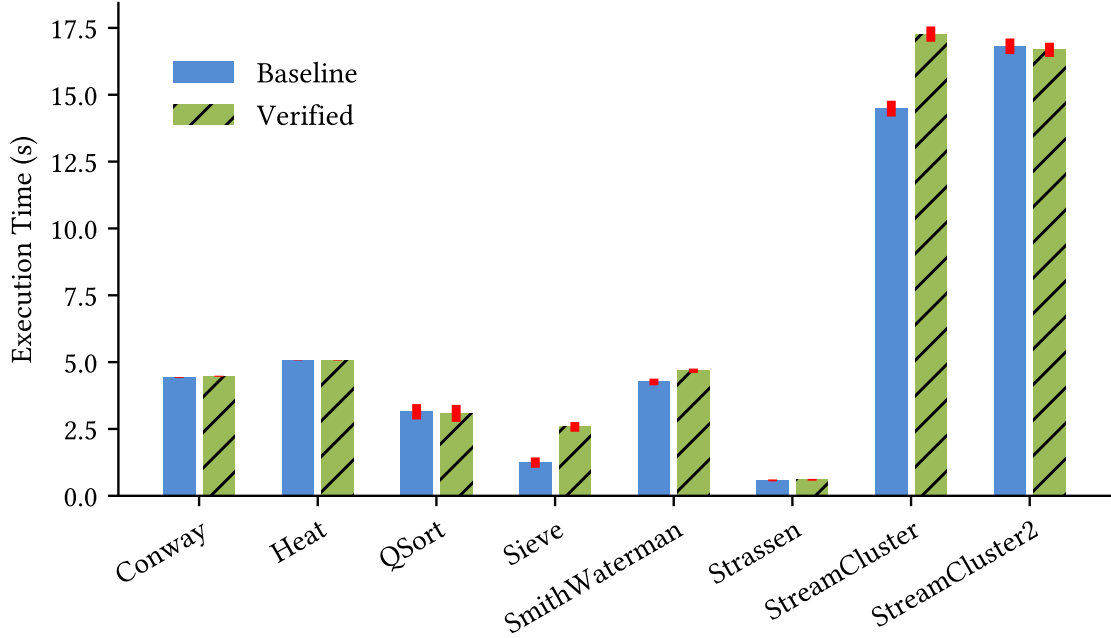 17.5
15.0
12.5
10.0
7.5
5.0
2.5
0.0
Execution Time (s)
Baseline
Verified
Conway
Heat
QSort
Sieve
SmithWaterman
Strassen
StreamCluster
StreamCluster2